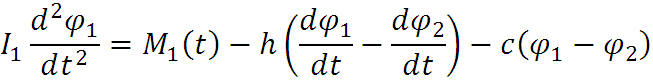 I₁ d²φ₁/dt² = M₁(t) − h(dφ₁/dt − dφ₂/dt) − c(φ₁ − φ₂)